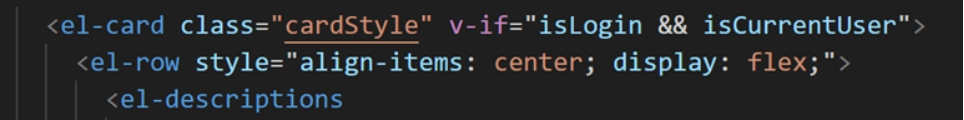 <el-card class="cardStyle" v-if="isLogin && isCurrentUser">
<el-row style="align-items: center; display: flex;">
<el-descriptions